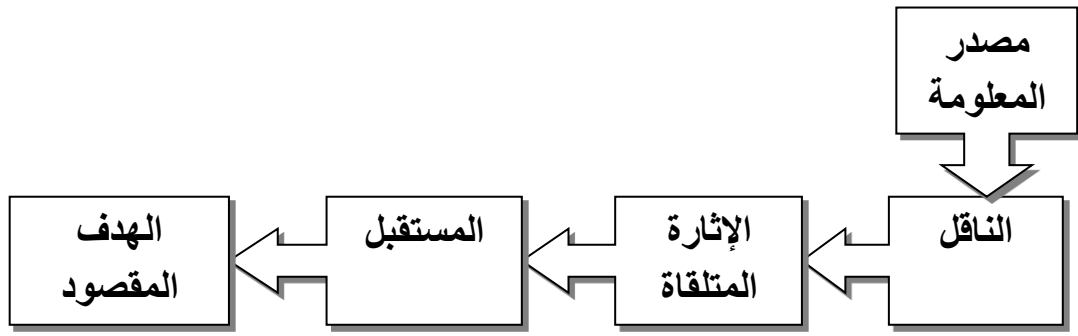 مصدر
المعلومة
الناقل
الإثارة
المتلقاة
المستقبل
الهدف
المقصود